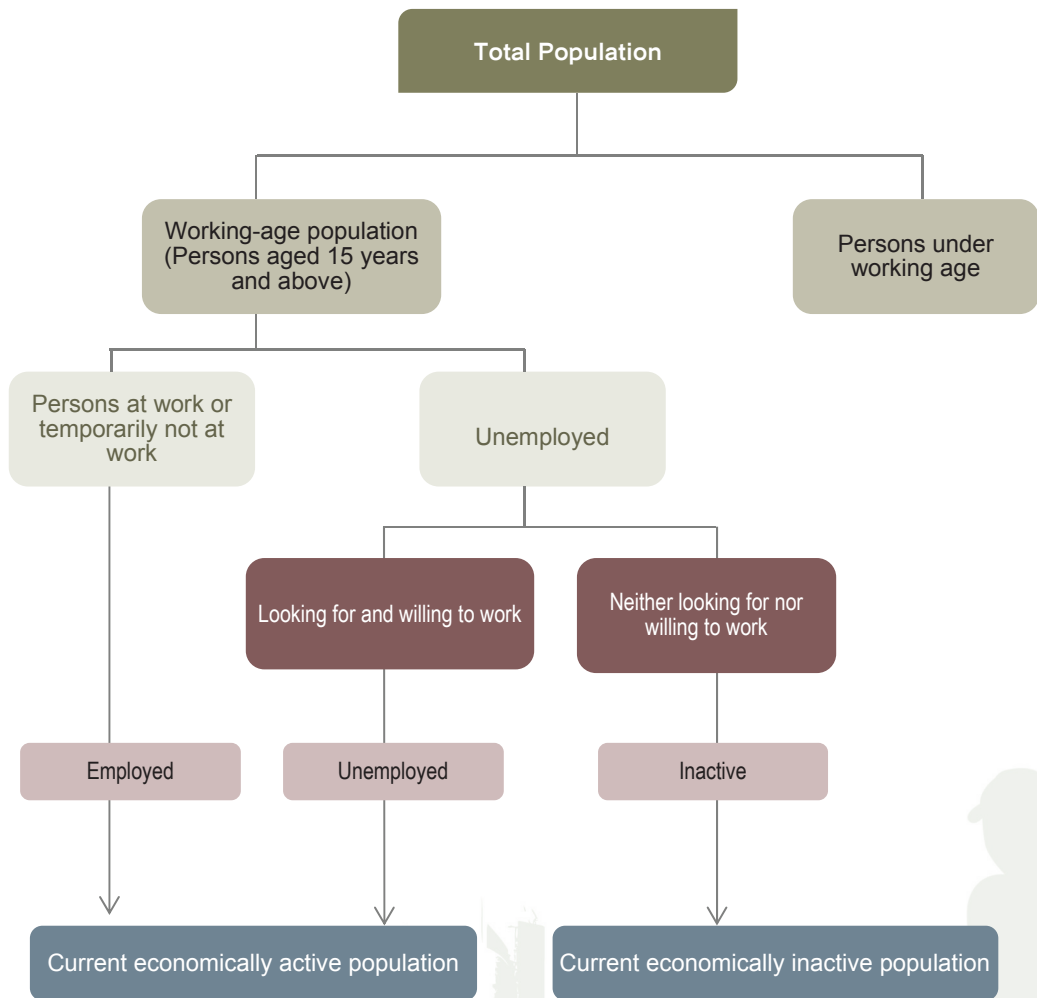 Total Population
Working-age population
(Persons aged 15 years
and above)
Persons under
working age
Persons at work or
temporarily not at
work
Unemployed
Looking for and willing to work
Neither looking for nor
willing to work
Employed
Unemployed
Inactive
Current economically active population
Current economically inactive population